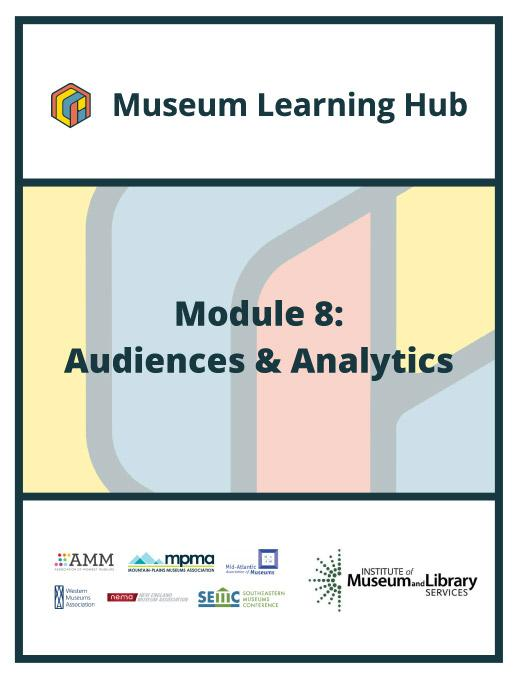 Museum Learning Hub
Module 8:
Audiences & Analytics
AMM
ASSOCIATION OF MIDWEST MUSEUMS
mpma
MOUNTAIN-PLAINS MUSEUMS ASSOCIATION
Mid-Atlantic
Association of Museums
INSTITUTE of
Museum and Library
SERVICES
Western
Museums
Association
nema NEW ENGLAND
MUSEUM ASSOCIATION
SEMC SOUTHEASTERN
MUSEUMS
CONFERENCE